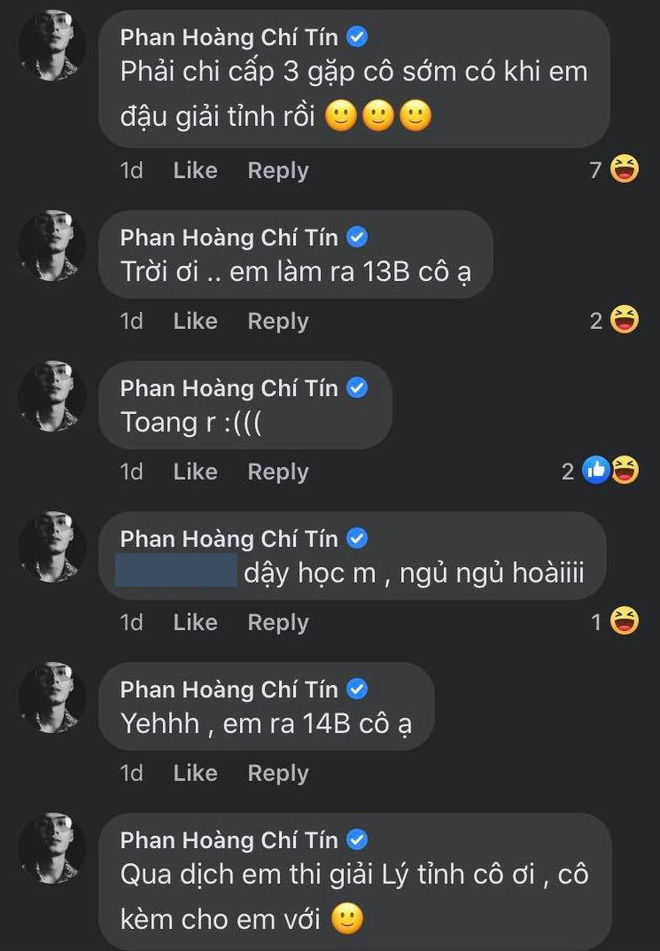 Phan Hoàng Chí Tín
Phải chi cấp 3 gặp cô sớm có khi em
đậu giải tỉnh rồi 🙂🙂🙂
1d Like Reply 7
Phan Hoàng Chí Tín
Trời ơi .. em làm ra 13B cô ạ
1d Like Reply 2
Phan Hoàng Chí Tín
Toang r :(((
1d Like Reply 2
Phan Hoàng Chí Tín
dậy học m , ngủ ngủ hoàiiii
1d Like Reply 1
Phan Hoàng Chí Tín
Yehhh , em ra 14B cô ạ
1d Like Reply
Phan Hoàng Chí Tín
Qua dịch em thi giải Lý tỉnh cô ơi , cô
kèm cho em với 🙂